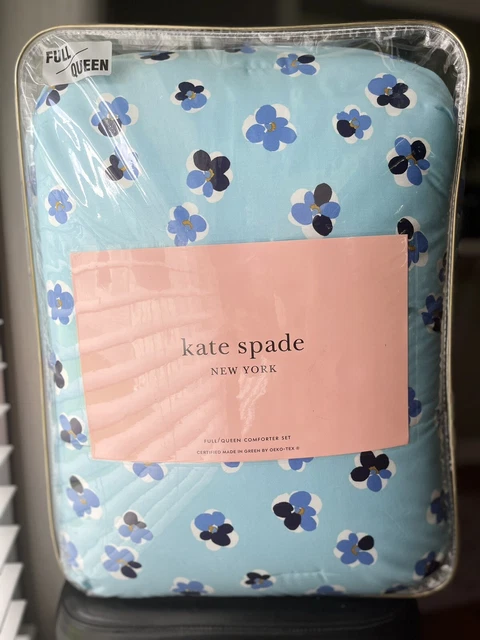 FULL/QUEEN
kate spade
NEW YORK
FULL/QUEEN COMFORTER SET
CERTIFIED MADE IN GREEN BY OEKO-TEX ®